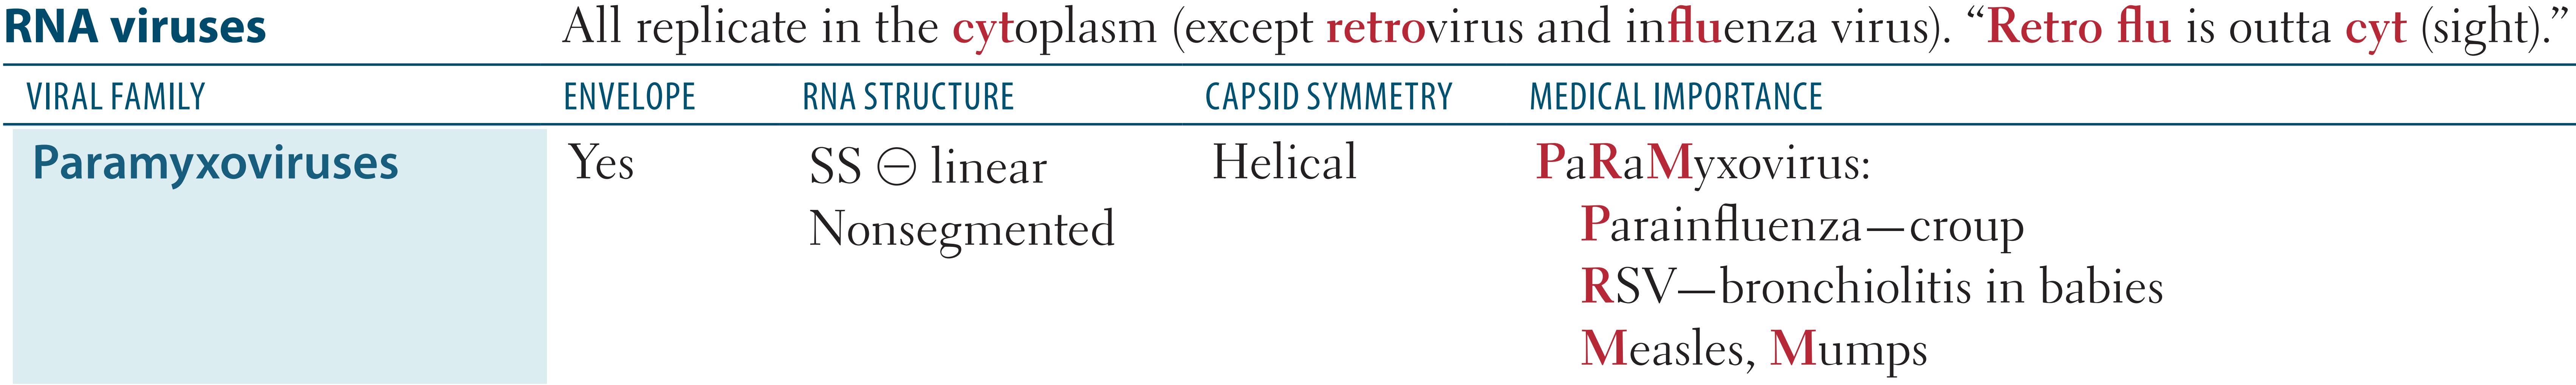 RNA viruses All replicate in the cytoplasm (except retrovirus and influenza virus). “Retro flu is outta cyt (sight).”
VIRAL FAMILY ENVELOPE RNA STRUCTURE CAPSID SYMMETRY MEDICAL IMPORTANCE
Paramyxoviruses Yes SS ⊖ linear Helical PaRaMyxovirus:
Nonsegmented Parainfluenza—croup
RSV—bronchiolitis in babies
Measles, Mumps